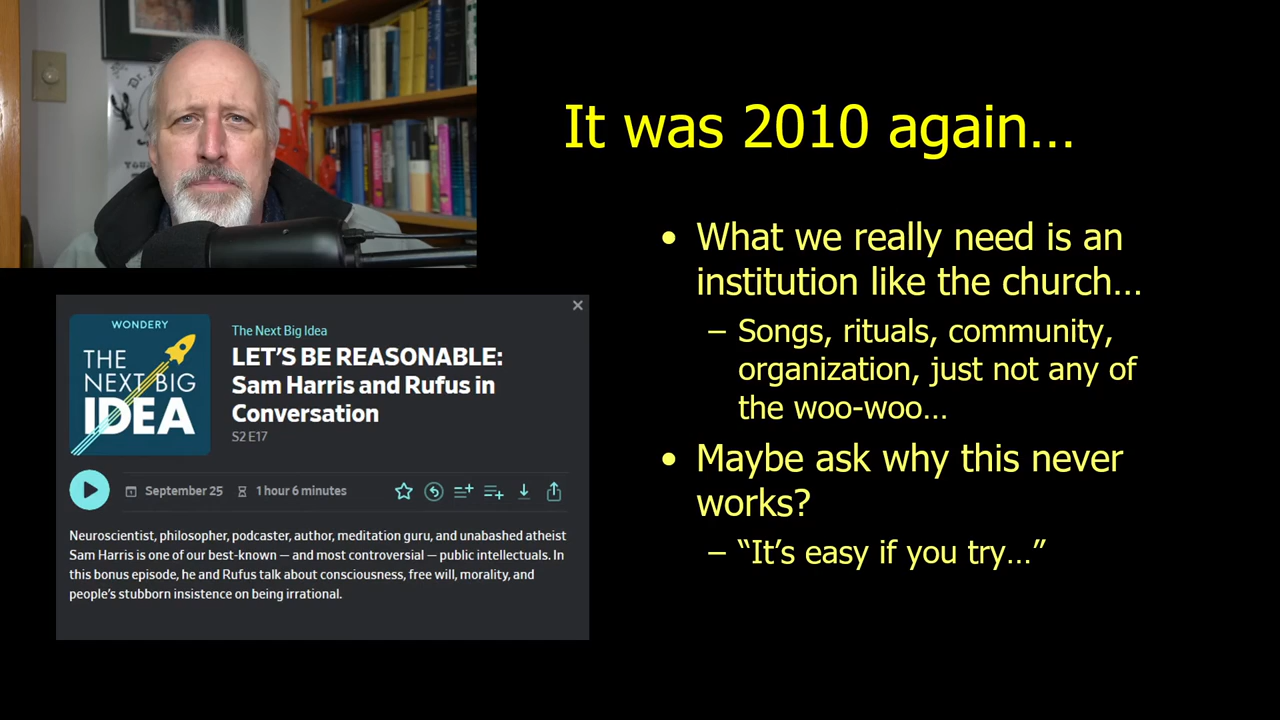 It was 2010 again…
• What we really need is an
institution like the church…
– Songs, rituals, community,
organization, just not any of
the woo-woo…
• Maybe ask why this never
works?
– “It’s easy if you try…”
WONDERY
THE
NEXT BIG
IDEA
The Next Big Idea
LET’S BE REASONABLE:
Sam Harris and Rufus in
Conversation
S2 E17
September 25
1 hour 6 minutes
Neuroscientist, philosopher, podcaster, author, meditation guru, and unabashed atheist
Sam Harris is one of our best-known — and most controversial — public intellectuals. In
this bonus episode, he and Rufus talk about consciousness, free will, morality, and
people’s stubborn insistence on being irrational.